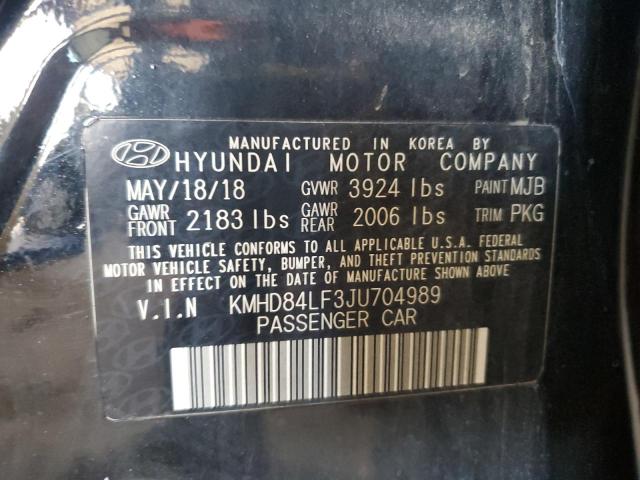 MANUFACTURED IN KOREA BY
HYUNDAI MOTOR COMPANY
MAY/18/18 GVWR 3924 lbs PAINT MJB
GAWR FRONT 2183 lbs GAWR REAR 2006 lbs TRIM PKG
THIS VEHICLE CONFORMS TO ALL APPLICABLE U.S.A. FEDERAL
MOTOR VEHICLE SAFETY, BUMPER, AND THEFT PREVENTION STANDARDS
IN EFFECT ON THE DATE OF MANUFACTURE SHOWN ABOVE.
V.I.N KMHD84LF3JU704989
PASSENGER CAR